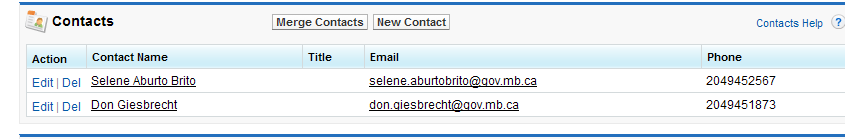 Contacts Merge Contacts New Contact Contacts Help ?
Action Contact Name Title Email Phone
Edit | Del Selene Aburto Brito selene.aburtobrito@gov.mb.ca 2049452567
Edit | Del Don Giesbrecht don.giesbrecht@gov.mb.ca 2049451873